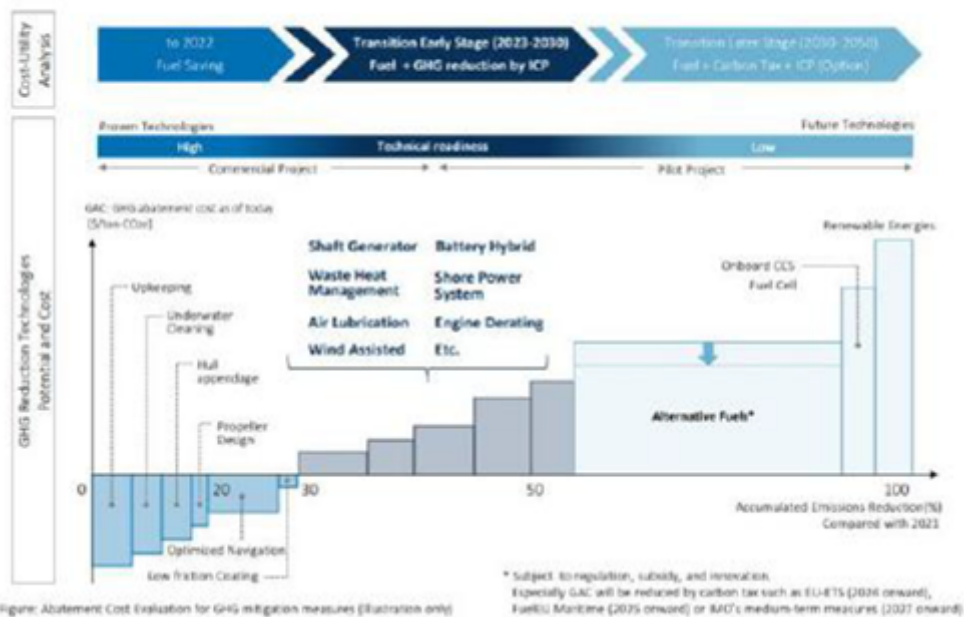 Cost-Utility
Analysis
to 2022
Fuel Saving
Transition Early Stage (2023-2030)
Fuel + GHG reduction by ICP
Transition Later Stage (2030-2050)
Fuel + Carbon Tax + ICP (Option)
GHG Reduction Technologies
Potential and Cost
Proven Technologies
Future Technologies
High
Technical readiness
Low
Commercial Project
Pilot Project
GAC: GHG abatement cost as of today
[$/ton-CO2e]
Renewable Energies
Shaft Generator
Battery Hybrid
Waste Heat
Management
Shore Power
System
Air Lubrication
Engine Derating
Wind Assisted
Etc.
Onboard CCS
Fuel Cell
Upkeeping
Underwater
Cleaning
Hull
appendage
Propeller
Design
Alternative Fuels*
0
20
30
50
100
Accumulated Emissions Reduction(%)
Compared with 2021
Optimized Navigation
Low friction Coating
* Subject to regulation, subsidy, and innovation.
Especially GAC will be reduced by carbon tax such as EU-ETS (2024 onward),
FuelEU Maritime (2025 onward) or IMO's medium-term measures (2027 onward)
Figure: Abatement Cost Evaluation for GHG mitigation measures (Illustration only)